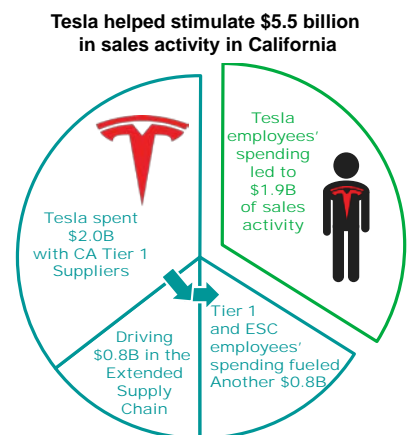 Tesla helped stimulate $5.5 billion
in sales activity in California
Tesla
employees’
spending
led to
$1.9B
of sales
activity
Tesla spent
$2.0B
with CA Tier 1
Suppliers
Driving
$0.8B in the
Extended
Supply
Chain
Tier 1
and ESC
employees’
spending fueled
Another $0.8B